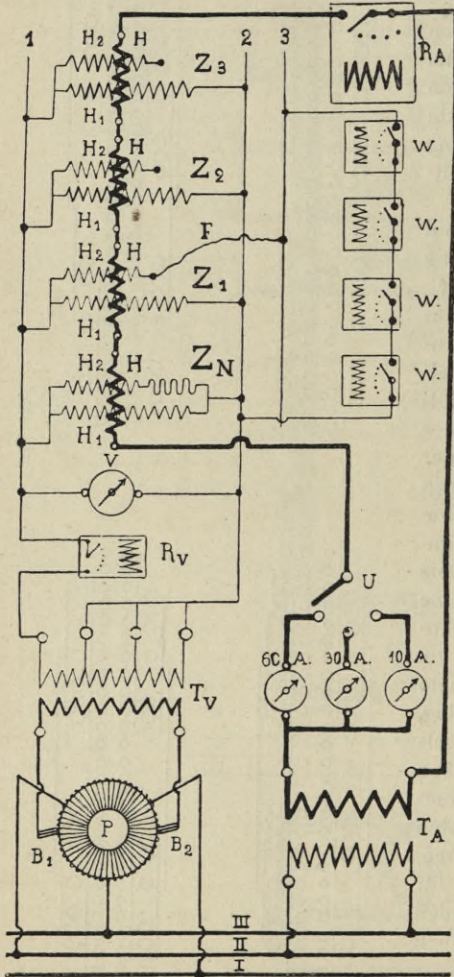 1 H2 H 2 3 RA
Z3
H1
W.
H2 H
Z2
H1
W.
H2 H F
Z1
H1
W.
H2 H ZN
W.
H1
V
RV
U
60 A. 30 A. 10 A.
TV
P
TA
B1 B2
III
II
I